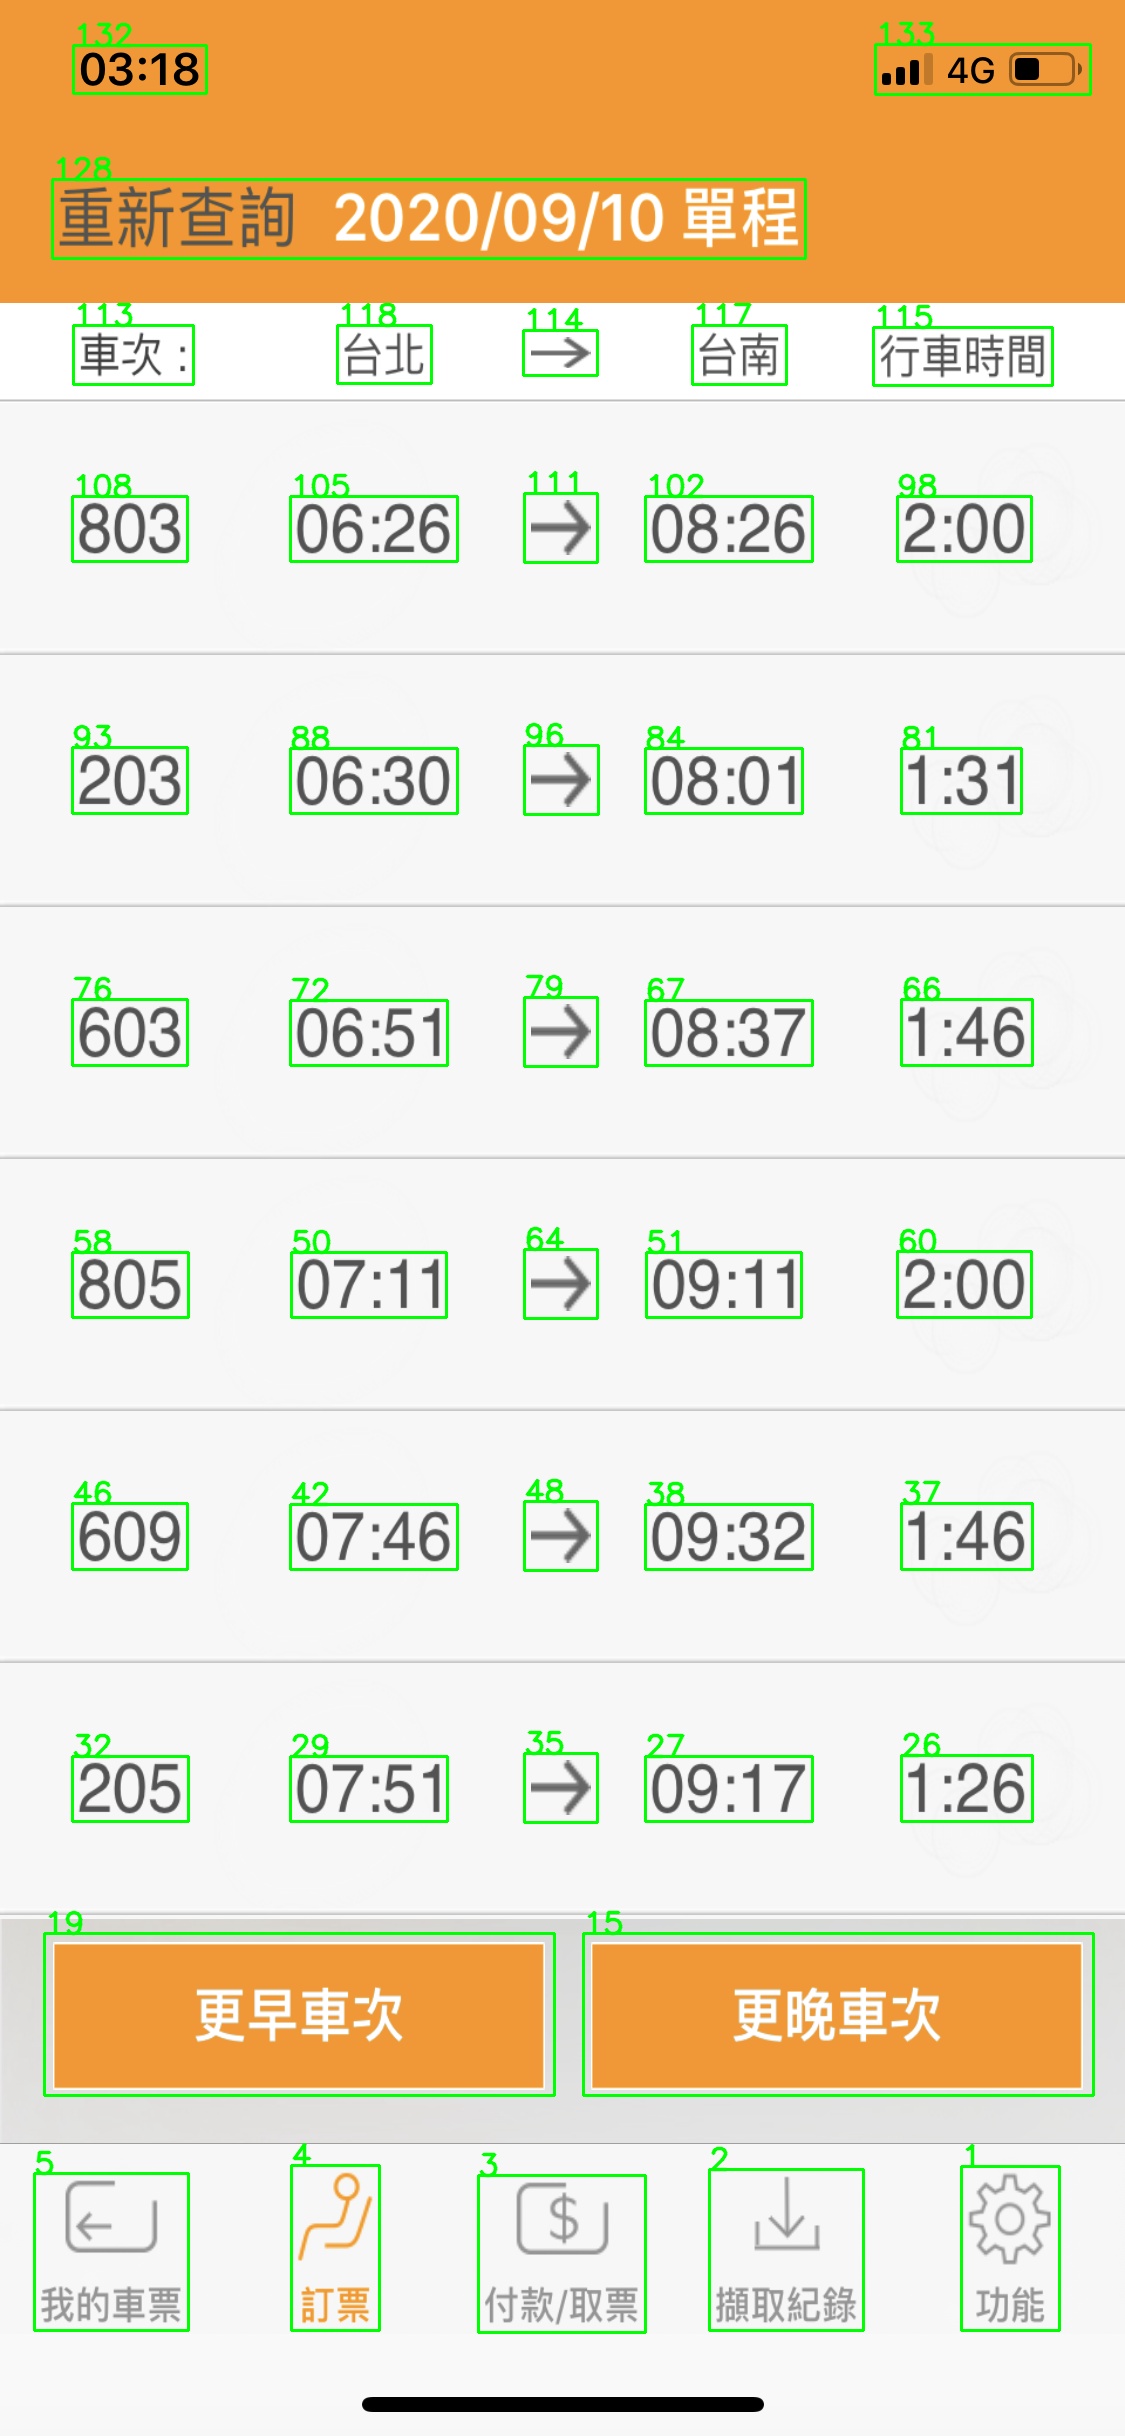 03:18 4G
重新查詢 2020/09/10 單程
車次 : 台北 → 台南 行車時間
803 06:26 → 08:26 2:00
203 06:30 → 08:01 1:31
603 06:51 → 08:37 1:46
805 07:11 → 09:11 2:00
609 07:46 → 09:32 1:46
205 07:51 → 09:17 1:26
更早車次 更晚車次
我的車票 訂票 付款/取票 擷取紀錄 功能
132 133
128
113 118 114 117 115
108 105 111 102 98
93 88 96 84 81
76 72 79 67 66
58 50 64 51 60
46 42 48 38 37
32 29 35 27 26
19 15
5 4 3 2 1